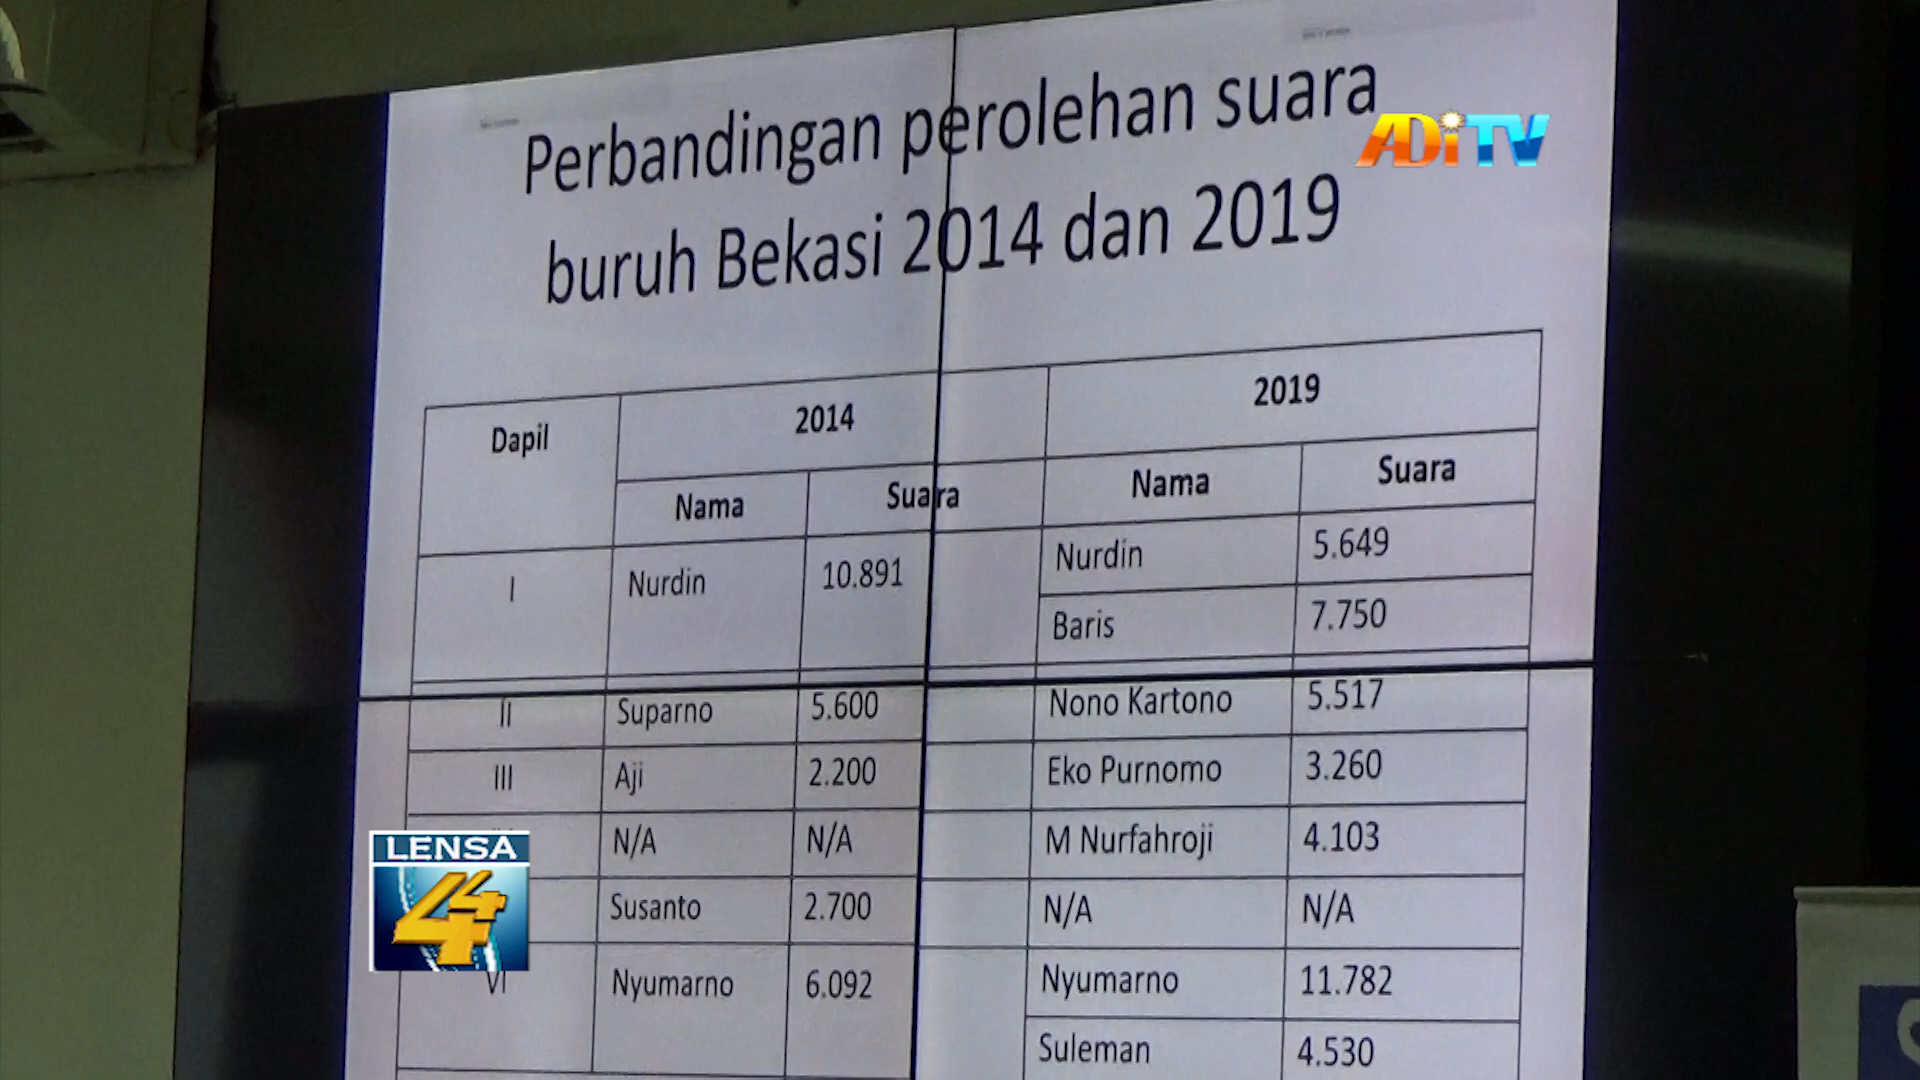 Perbandingan perolehan suara
buruh Bekasi 2014 dan 2019
ADiTV
Dapil 2014 2019
Nama Suara Nama Suara
I Nurdin 10.891 Nurdin 5.649
Baris 7.750
II Suparno 5.600 Nono Kartono 5.517
III Aji 2.200 Eko Purnomo 3.260
N/A N/A M Nurfahroji 4.103
Susanto 2.700 N/A N/A
VI Nyumarno 6.092 Nyumarno 11.782
Suleman 4.530
LENSA
44